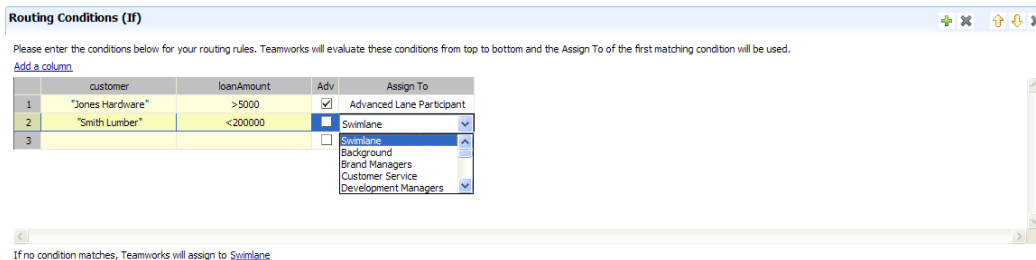 Routing Conditions (If)
Please enter the conditions below for your routing rules. Teamworks will evaluate these conditions from top to bottom and the Assign To of the first matching condition will be used.
Add a column
customer loanAmount Adv Assign To
1 "Jones Hardware" >5000 Advanced Lane Participant
2 "Smith Lumber" <200000 Swimlane
3 Swimlane
Background
Brand Managers
Customer Service
Development Managers
If no condition matches, Teamworks will assign to Swimlane